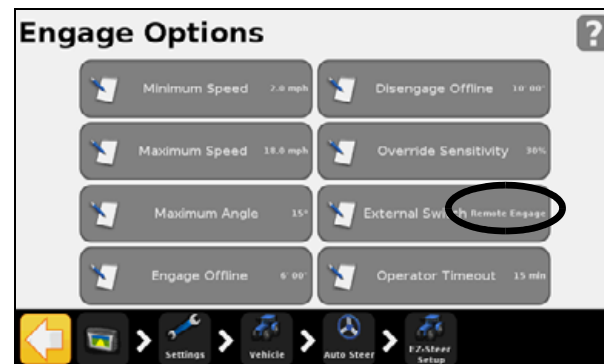 Engage Options
?
Minimum Speed 2.0 mph
Disengage Offline 10' 00"
Maximum Speed 18.0 mph
Override Sensitivity 30%
Maximum Angle 15°
External Switch Remote Engage
Engage Offline 6' 00"
Operator Timeout 15 min
Settings
Vehicle
Auto Steer
EZ-Steer
Setup